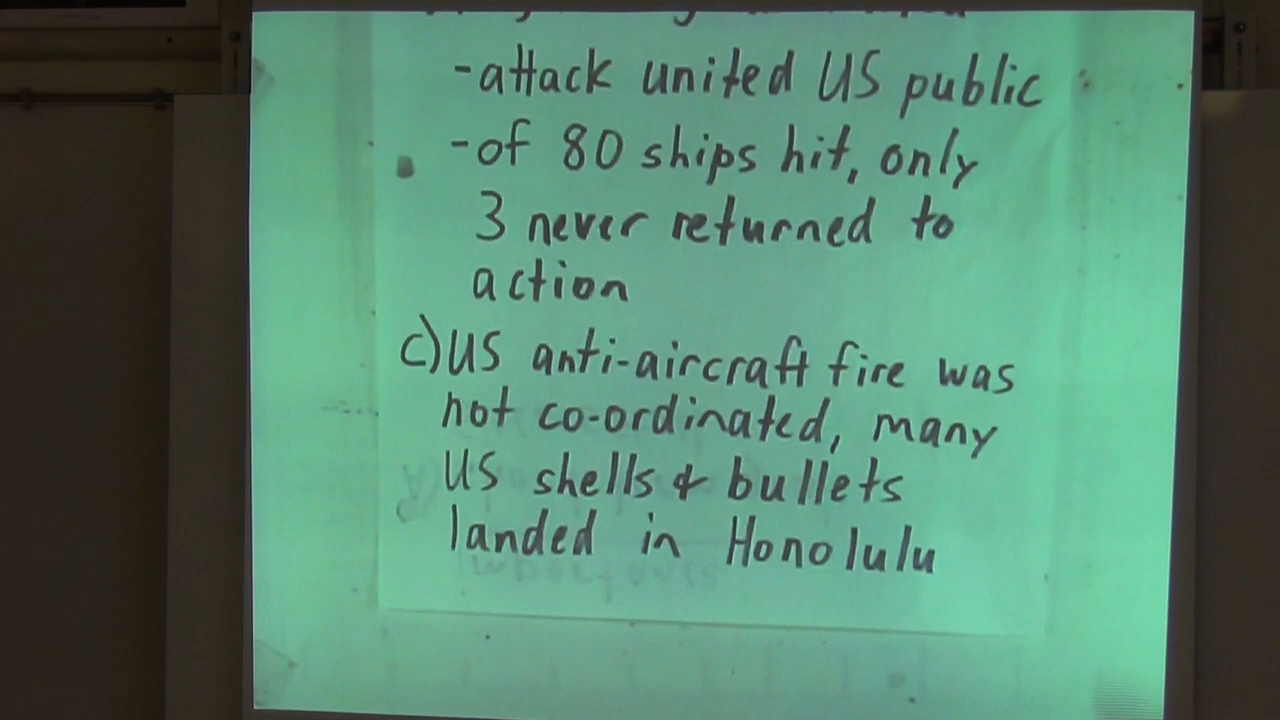 -attack united US public
-of 80 ships hit, only
3 never returned to
action
c) US anti-aircraft fire was
not co-ordinated, many
US shells & bullets
landed in Honolulu